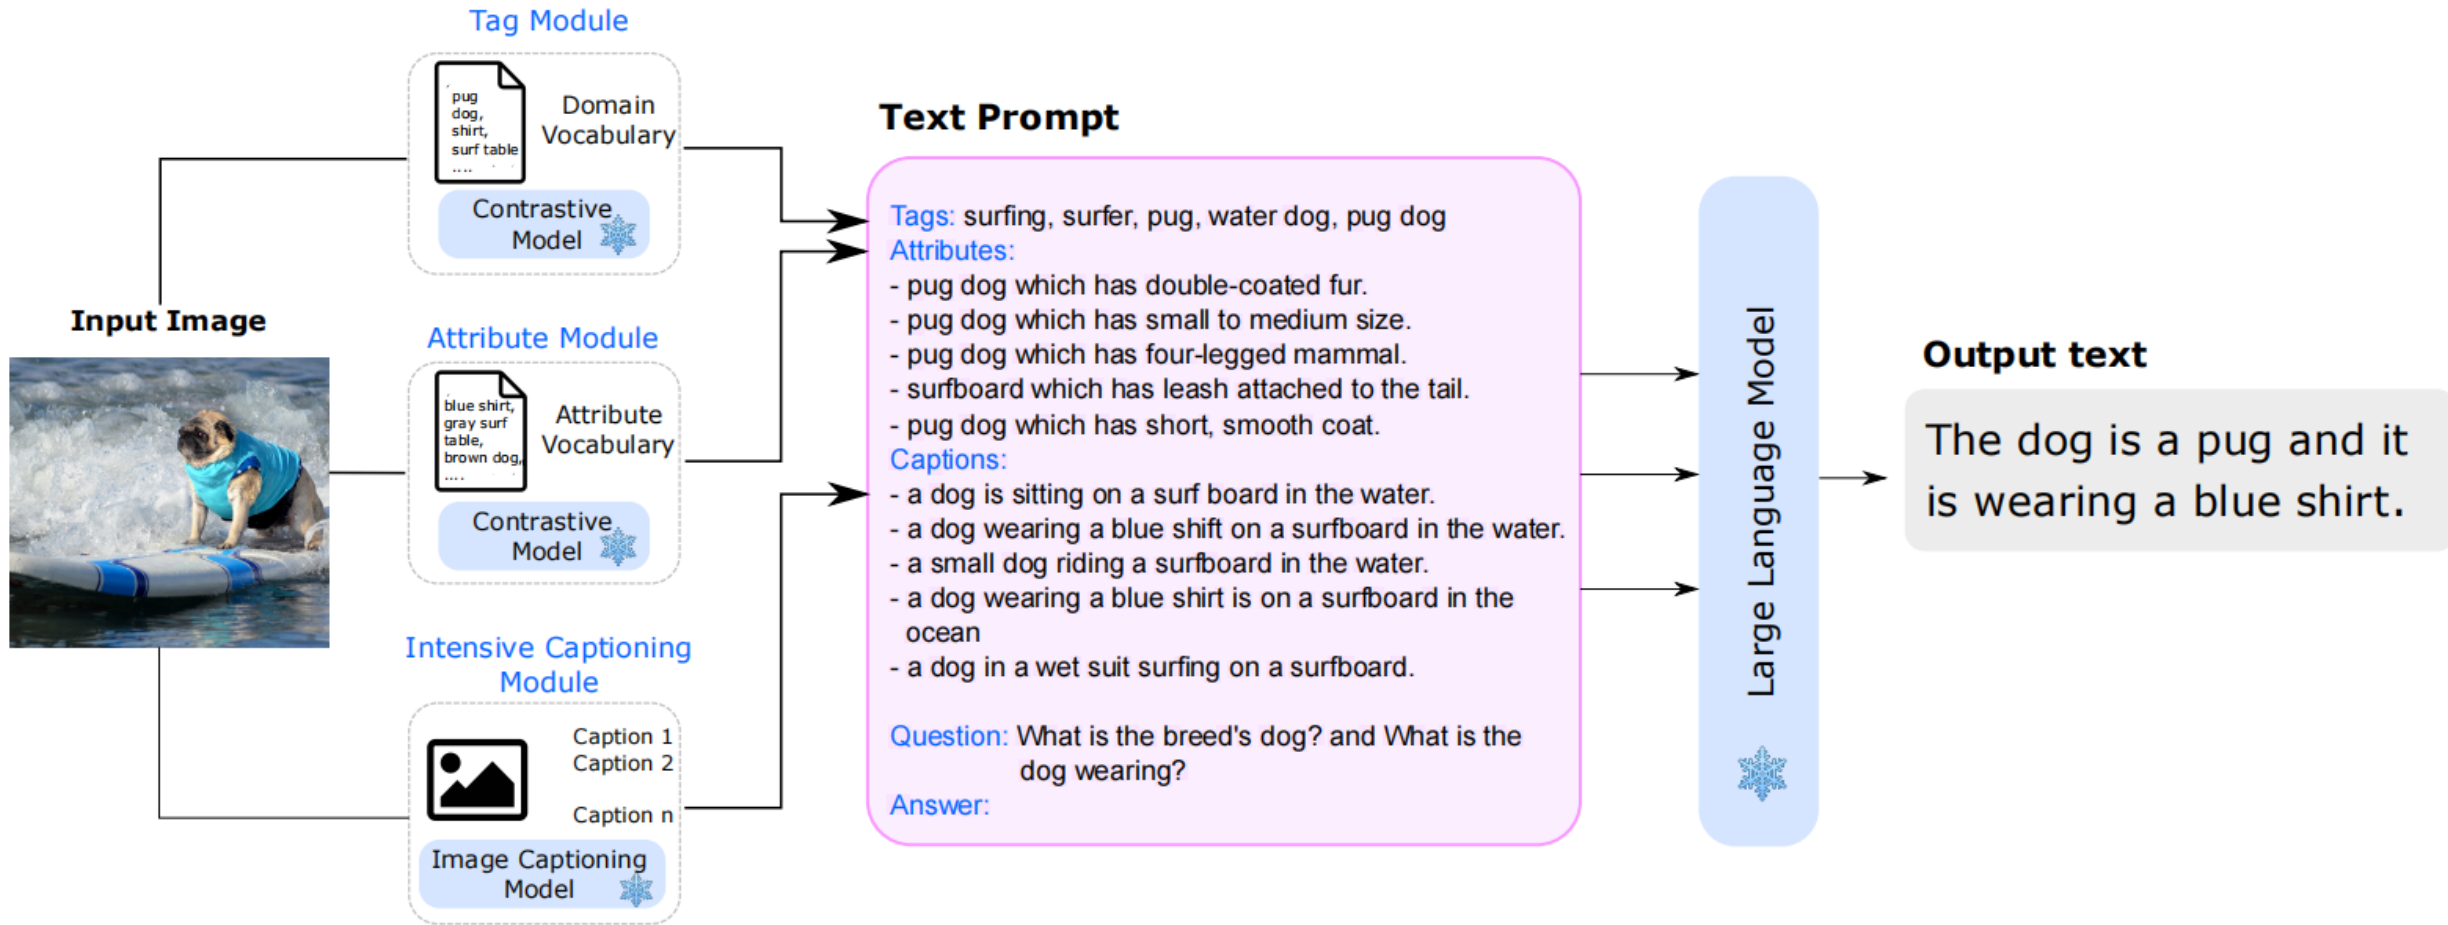 Tag Module
pug
dog,
shirt,
surf table
....
Domain
Vocabulary
Contrastive
Model
Input Image
Attribute Module
blue shirt,
gray surf
table,
brown dog,
....
Attribute
Vocabulary
Contrastive
Model
Intensive Captioning
Module
Caption 1
Caption 2
Caption n
Image Captioning
Model
Text Prompt
Tags: surfing, surfer, pug, water dog, pug dog
Attributes:
- pug dog which has double-coated fur.
- pug dog which has small to medium size.
- pug dog which has four-legged mammal.
- surfboard which has leash attached to the tail.
- pug dog which has short, smooth coat.
Captions:
- a dog is sitting on a surf board in the water.
- a dog wearing a blue shift on a surfboard in the water.
- a small dog riding a surfboard in the water.
- a dog wearing a blue shirt is on a surfboard in the
ocean
- a dog in a wet suit surfing on a surfboard.
Question: What is the breed's dog? and What is the
dog wearing?
Answer:
Large Language Model
Output text
The dog is a pug and it
is wearing a blue shirt.